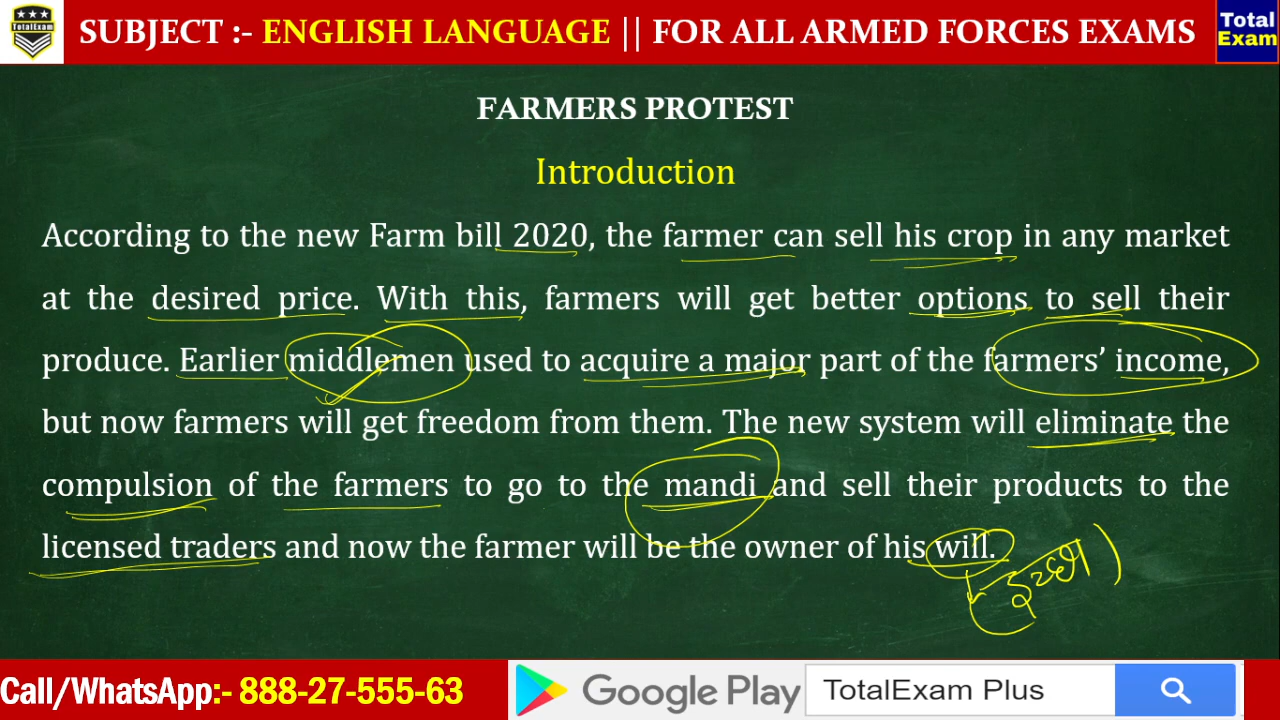 TotalExam
SUBJECT :- ENGLISH LANGUAGE || FOR ALL ARMED FORCES EXAMS
Total
Exam
FARMERS PROTEST
Introduction
According to the new Farm bill 2020, the farmer can sell his crop in any market
at the desired price. With this, farmers will get better options to sell their
produce. Earlier middlemen used to acquire a major part of the farmers’ income,
but now farmers will get freedom from them. The new system will eliminate the
compulsion of the farmers to go to the mandi and sell their products to the
licensed traders and now the farmer will be the owner of his will.
Call/WhatsApp:- 888-27-555-63
Google Play
TotalExam Plus